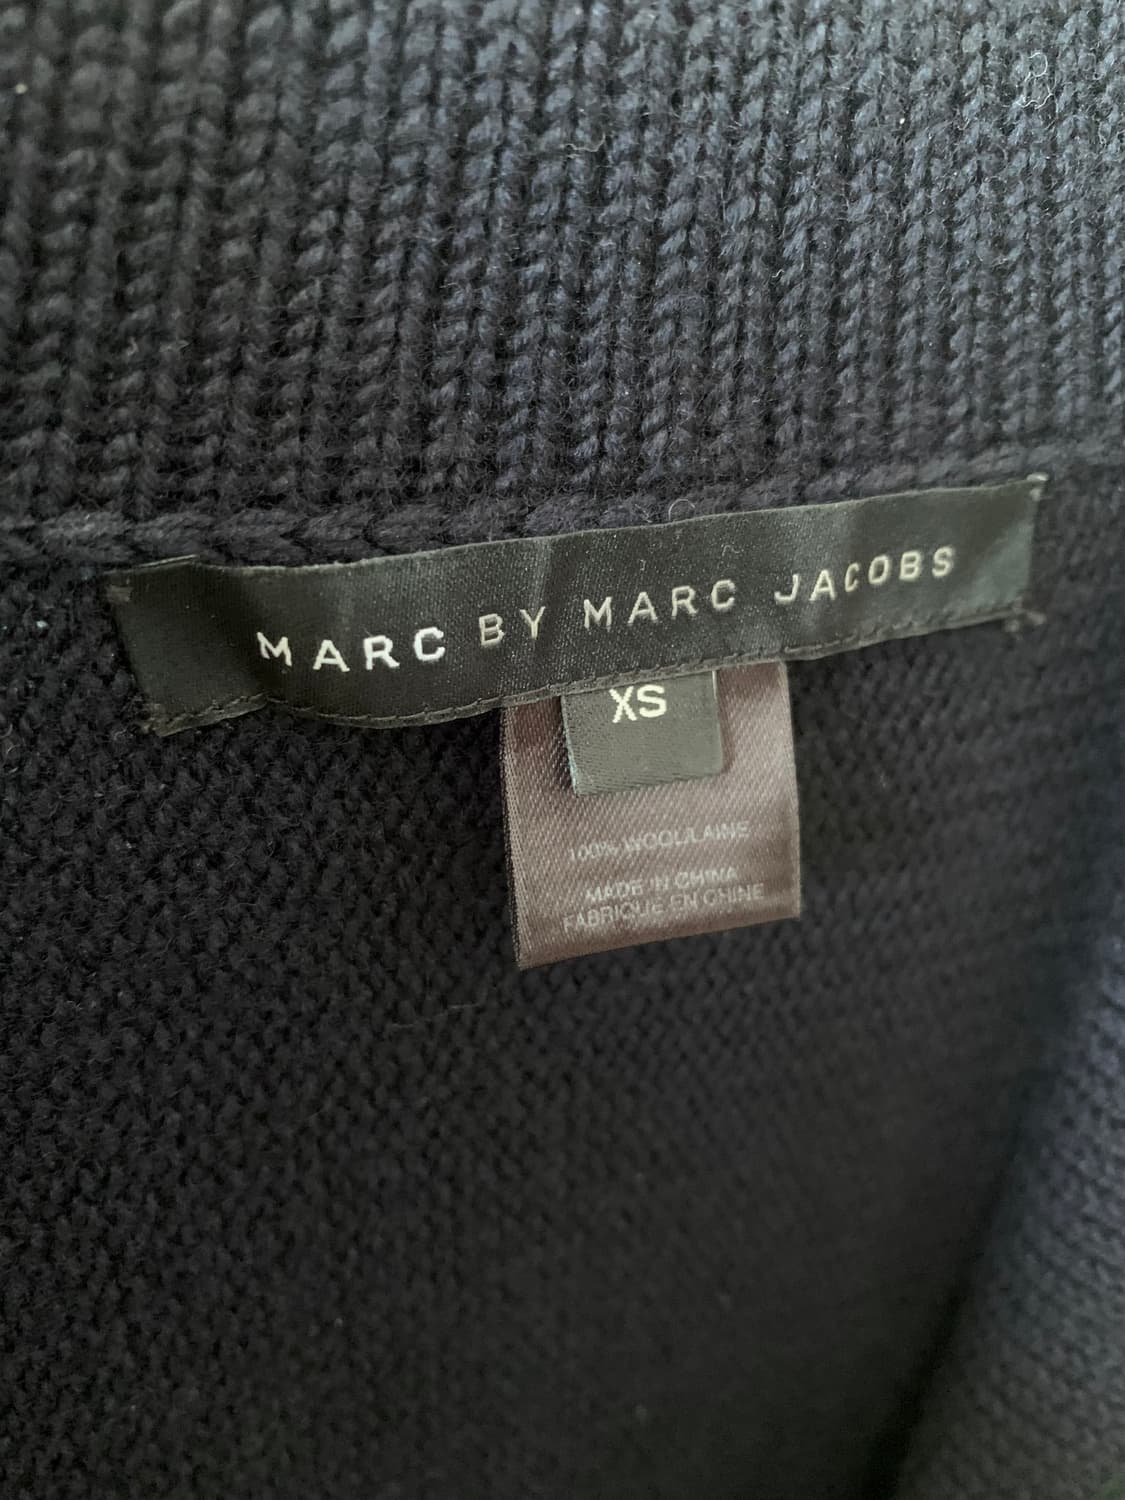 MARC BY MARC JACOBS
XS
100% WOOL/LAINE
MADE IN CHINA
FABRIQUE EN CHINE